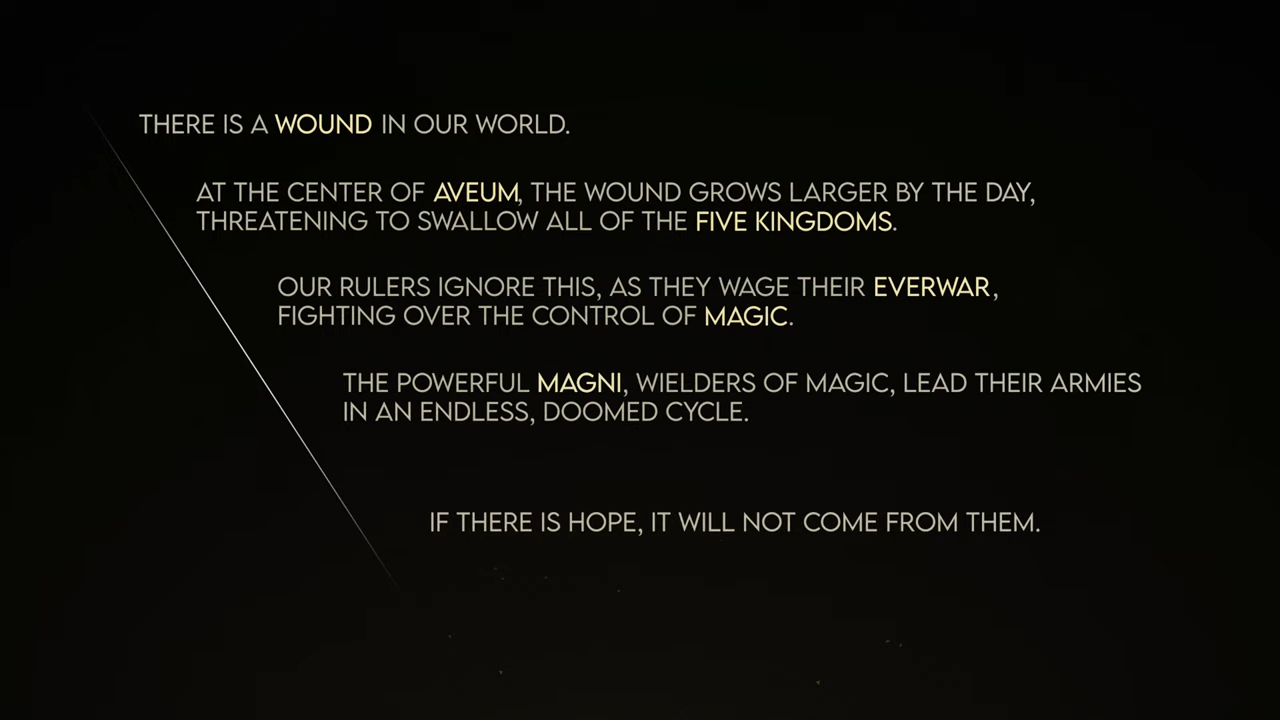 THERE IS A WOUND IN OUR WORLD.
AT THE CENTER OF AVEUM, THE WOUND GROWS LARGER BY THE DAY,
THREATENING TO SWALLOW ALL OF THE FIVE KINGDOMS.
OUR RULERS IGNORE THIS, AS THEY WAGE THEIR EVERWAR,
FIGHTING OVER THE CONTROL OF MAGIC.
THE POWERFUL MAGNI, WIELDERS OF MAGIC, LEAD THEIR ARMIES
IN AN ENDLESS, DOOMED CYCLE.
IF THERE IS HOPE, IT WILL NOT COME FROM THEM.